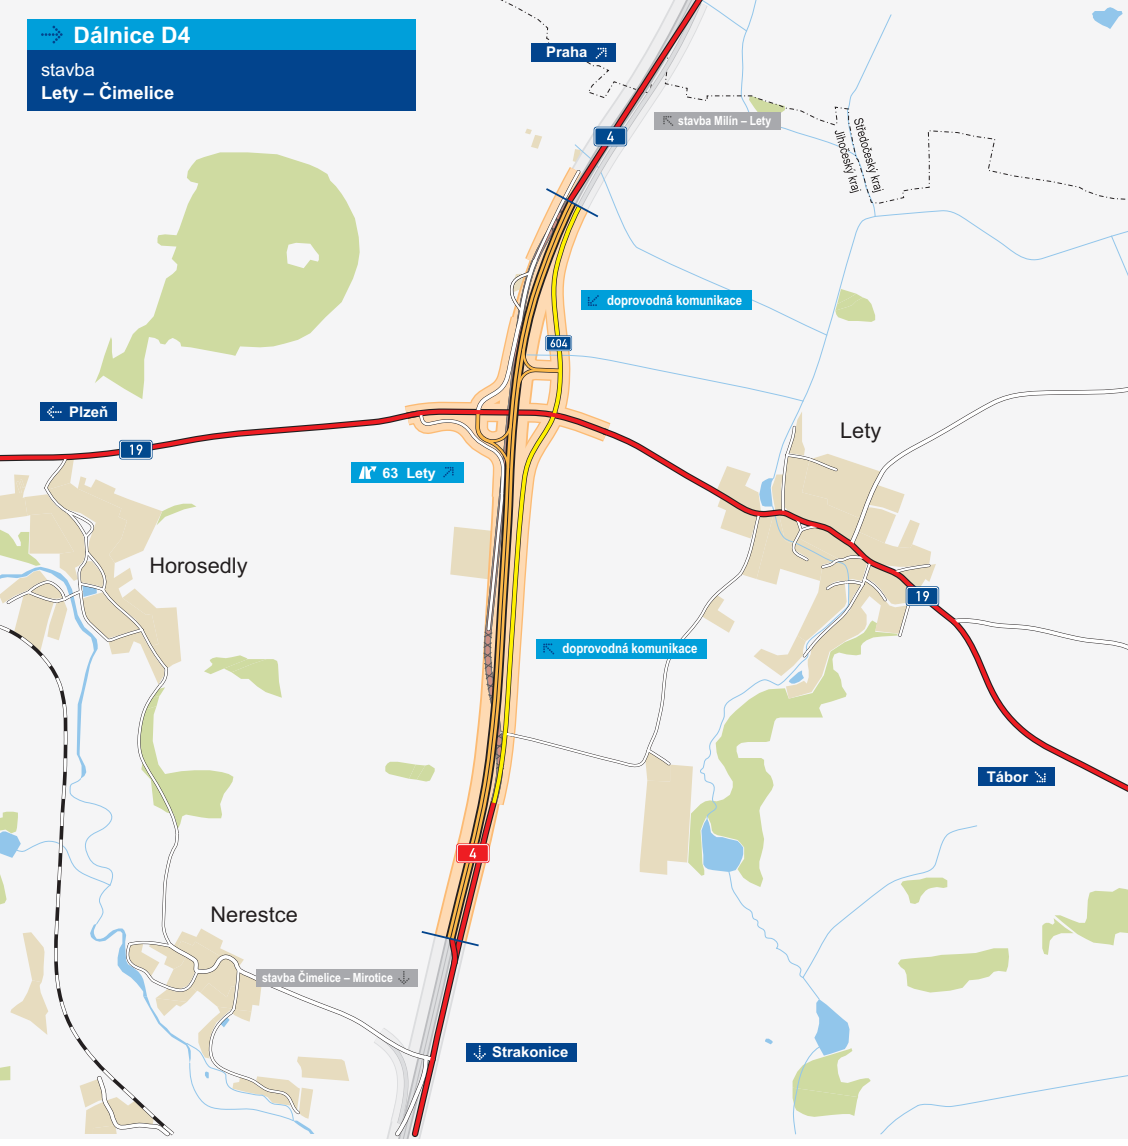 Dálnice D4
stavba
Lety – Čimelice
Praha
stavba Milín – Lety
4
Středočeský kraj
Jihočeský kraj
doprovodná komunikace
604
Plzeň
19
Lety
63 Lety
Horosedly
19
doprovodná komunikace
Tábor
4
Nerestce
stavba Čimelice – Mirotice
Strakonice